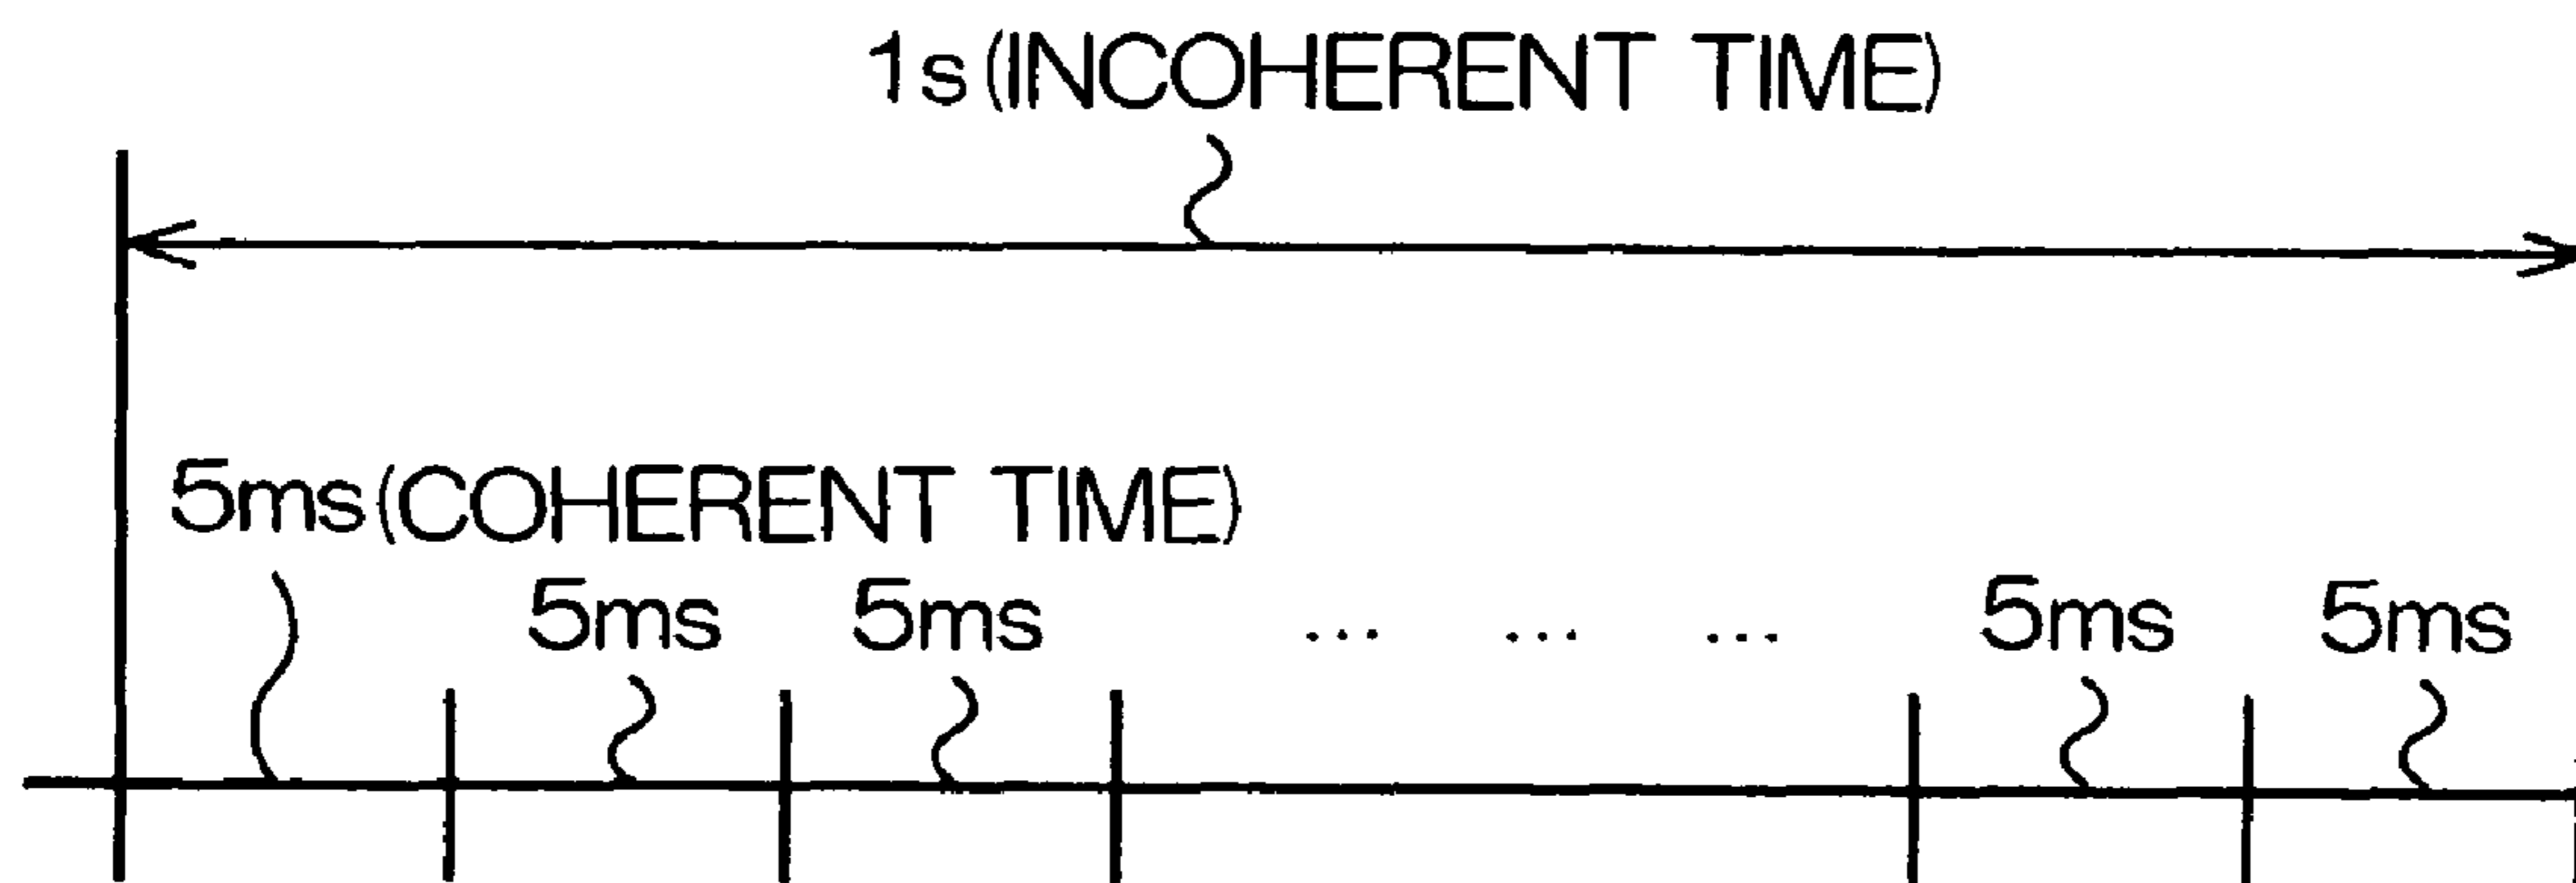 1s(INCOHERENT TIME)
5ms(COHERENT TIME)
5ms 5ms ... ... ... 5ms 5ms